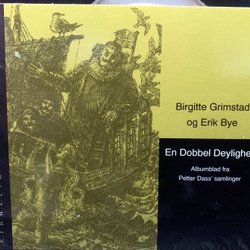 Birgitte Grimstad
og Erik Bye
En Dobbel Deylighe
Albumblad fra
Petter Dass' samlinger